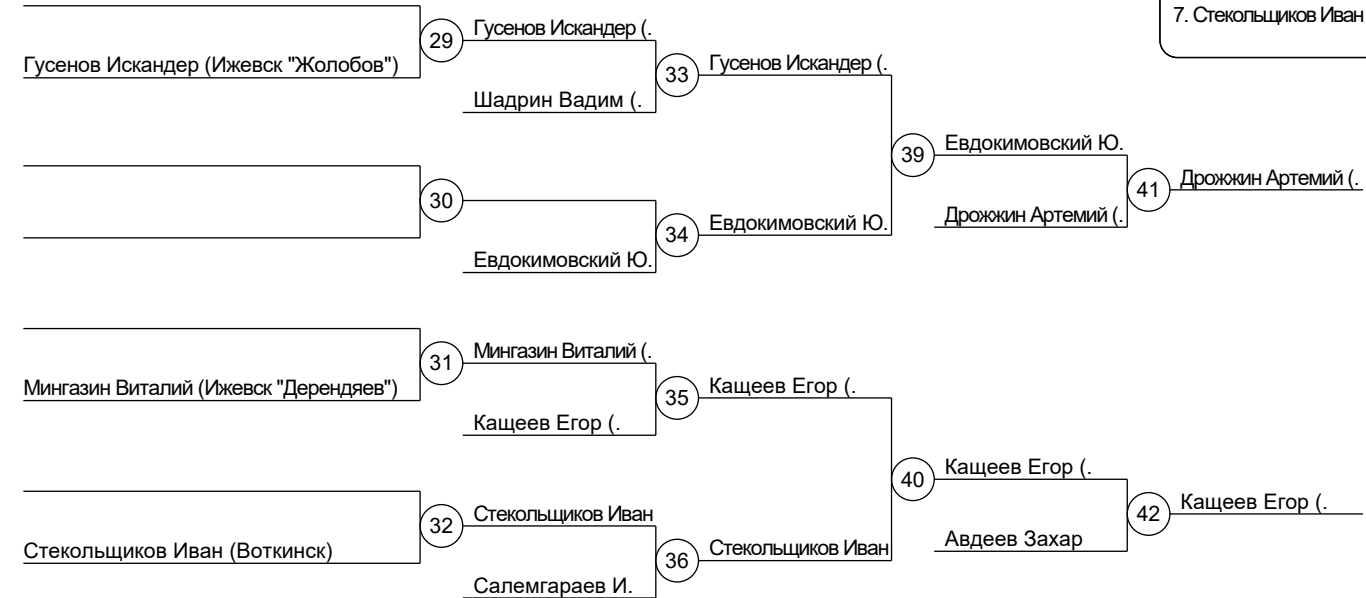 7. Стекольщиков Иван
29
Гусенов Искандер (.
Гусенов Искандер (Ижевск "Жолобов")
33
Гусенов Искандер (.
Шадрин Вадим (.
39
Евдокимовский Ю.
30
41
Дрожжин Артемий (.
34
Евдокимовский Ю.
Дрожжин Артемий (.
Евдокимовский Ю.
31
Мингазин Виталий (.
Мингазин Виталий (Ижевск "Дерендяев")
35
Кащеев Егор (.
Кащеев Егор (.
40
Кащеев Егор (.
32
Стекольщиков Иван
42
Кащеев Егор (.
Стекольщиков Иван (Воткинск)
36
Стекольщиков Иван
Авдеев Захар
Салемгараев И.